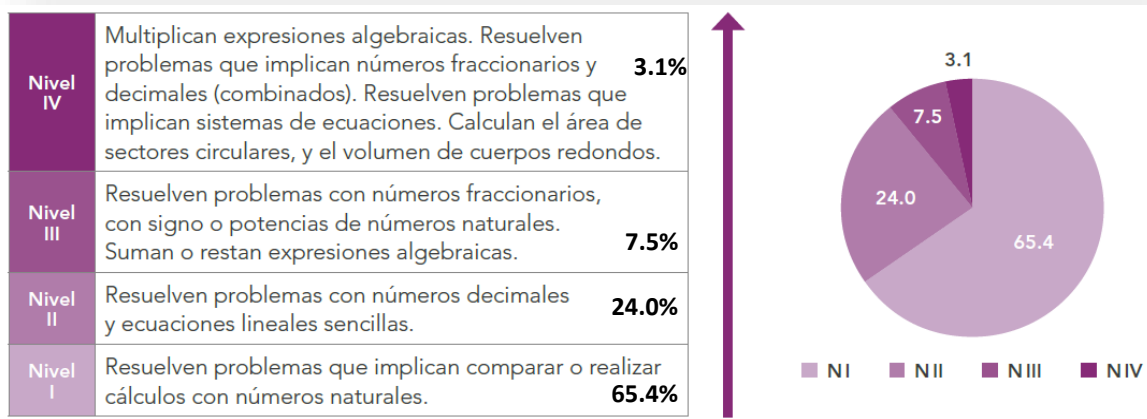 Nivel
IV
Multiplican expresiones algebraicas. Resuelven
problemas que implican números fraccionarios y
decimales (combinados). Resuelven problemas que
implican sistemas de ecuaciones. Calculan el área de
sectores circulares, y el volumen de cuerpos redondos.
3.1%
Nivel
III
Resuelven problemas con números fraccionarios,
con signo o potencias de números naturales.
Suman o restan expresiones algebraicas.
7.5%
Nivel
II
Resuelven problemas con números decimales
y ecuaciones lineales sencillas.
24.0%
Nivel
I
Resuelven problemas que implican comparar o realizar
cálculos con números naturales.
65.4%
3.1
7.5
24.0
65.4
N I
N II
N III
N IV